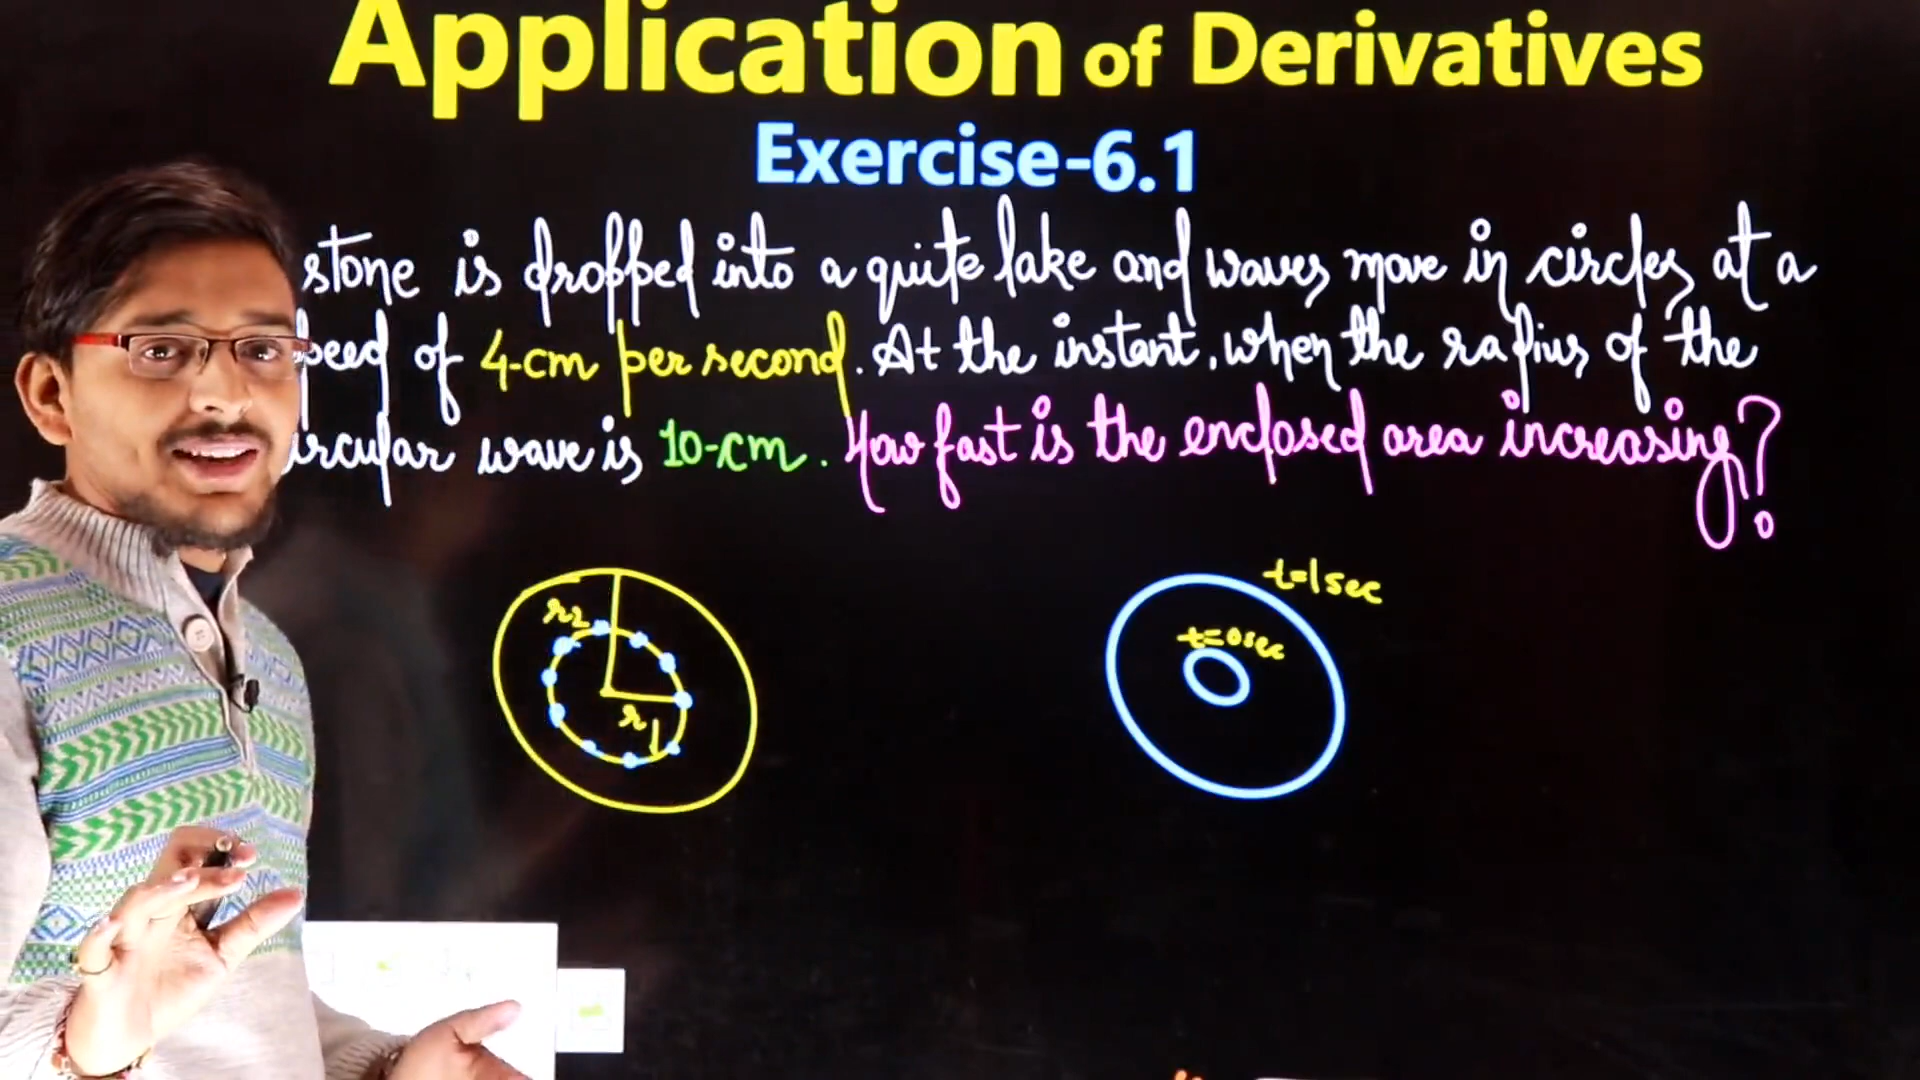 Application of Derivatives
Exercise-6.1
stone is dropped into a quite lake and waves move in circles at a
peed of 4-cm per second. At the instant, when the radius of the
ircular wave is 10-cm. How fast is the enclosed area increasing?
t=1sec
r2
t=0sec
r1